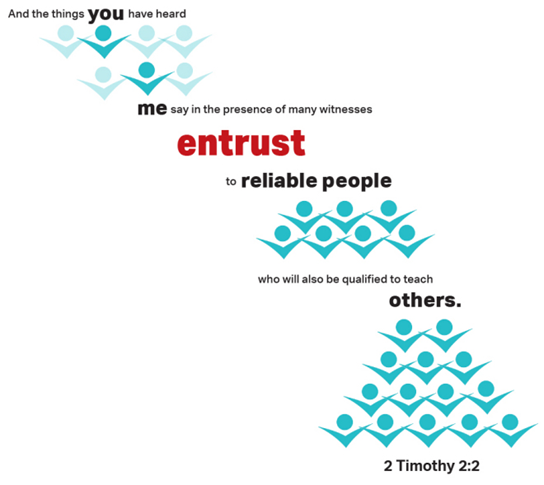 And the things you have heard
me say in the presence of many witnesses
entrust
to reliable people
who will also be qualified to teach
others.
2 Timothy 2:2